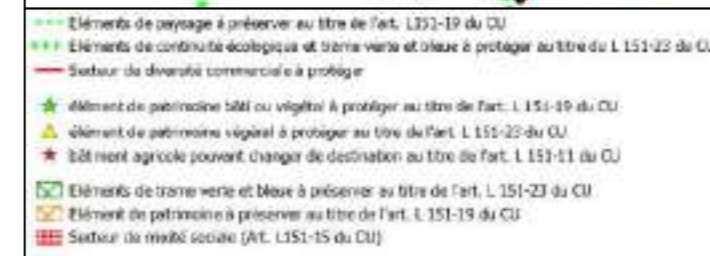 Eléments de paysage à préserver au titre de l'art. L151-19 du CU
Eléments de continuité écologique et trame verte et bleue à protéger au titre du L 151-23 du CU
Secteur de diversité commerciale à protéger
élément de patrimoine bâti ou végétal à protéger au titre de l'art. L 151-19 du CU
élément de patrimoine végéral à protéger au titre de l'art. L 151-23 du CU
bâtiment agricole pouvant changer de destination au titre de l'art. L 151-11 du CU
Eléments de trame verte et bleue à préserver au titre de l'art. L 151-23 du CU
Elément de patrimoine à préserver au titre de l'art. L 151-19 du CU
Secteur de mixité sociale (Art. L151-15 du CU)